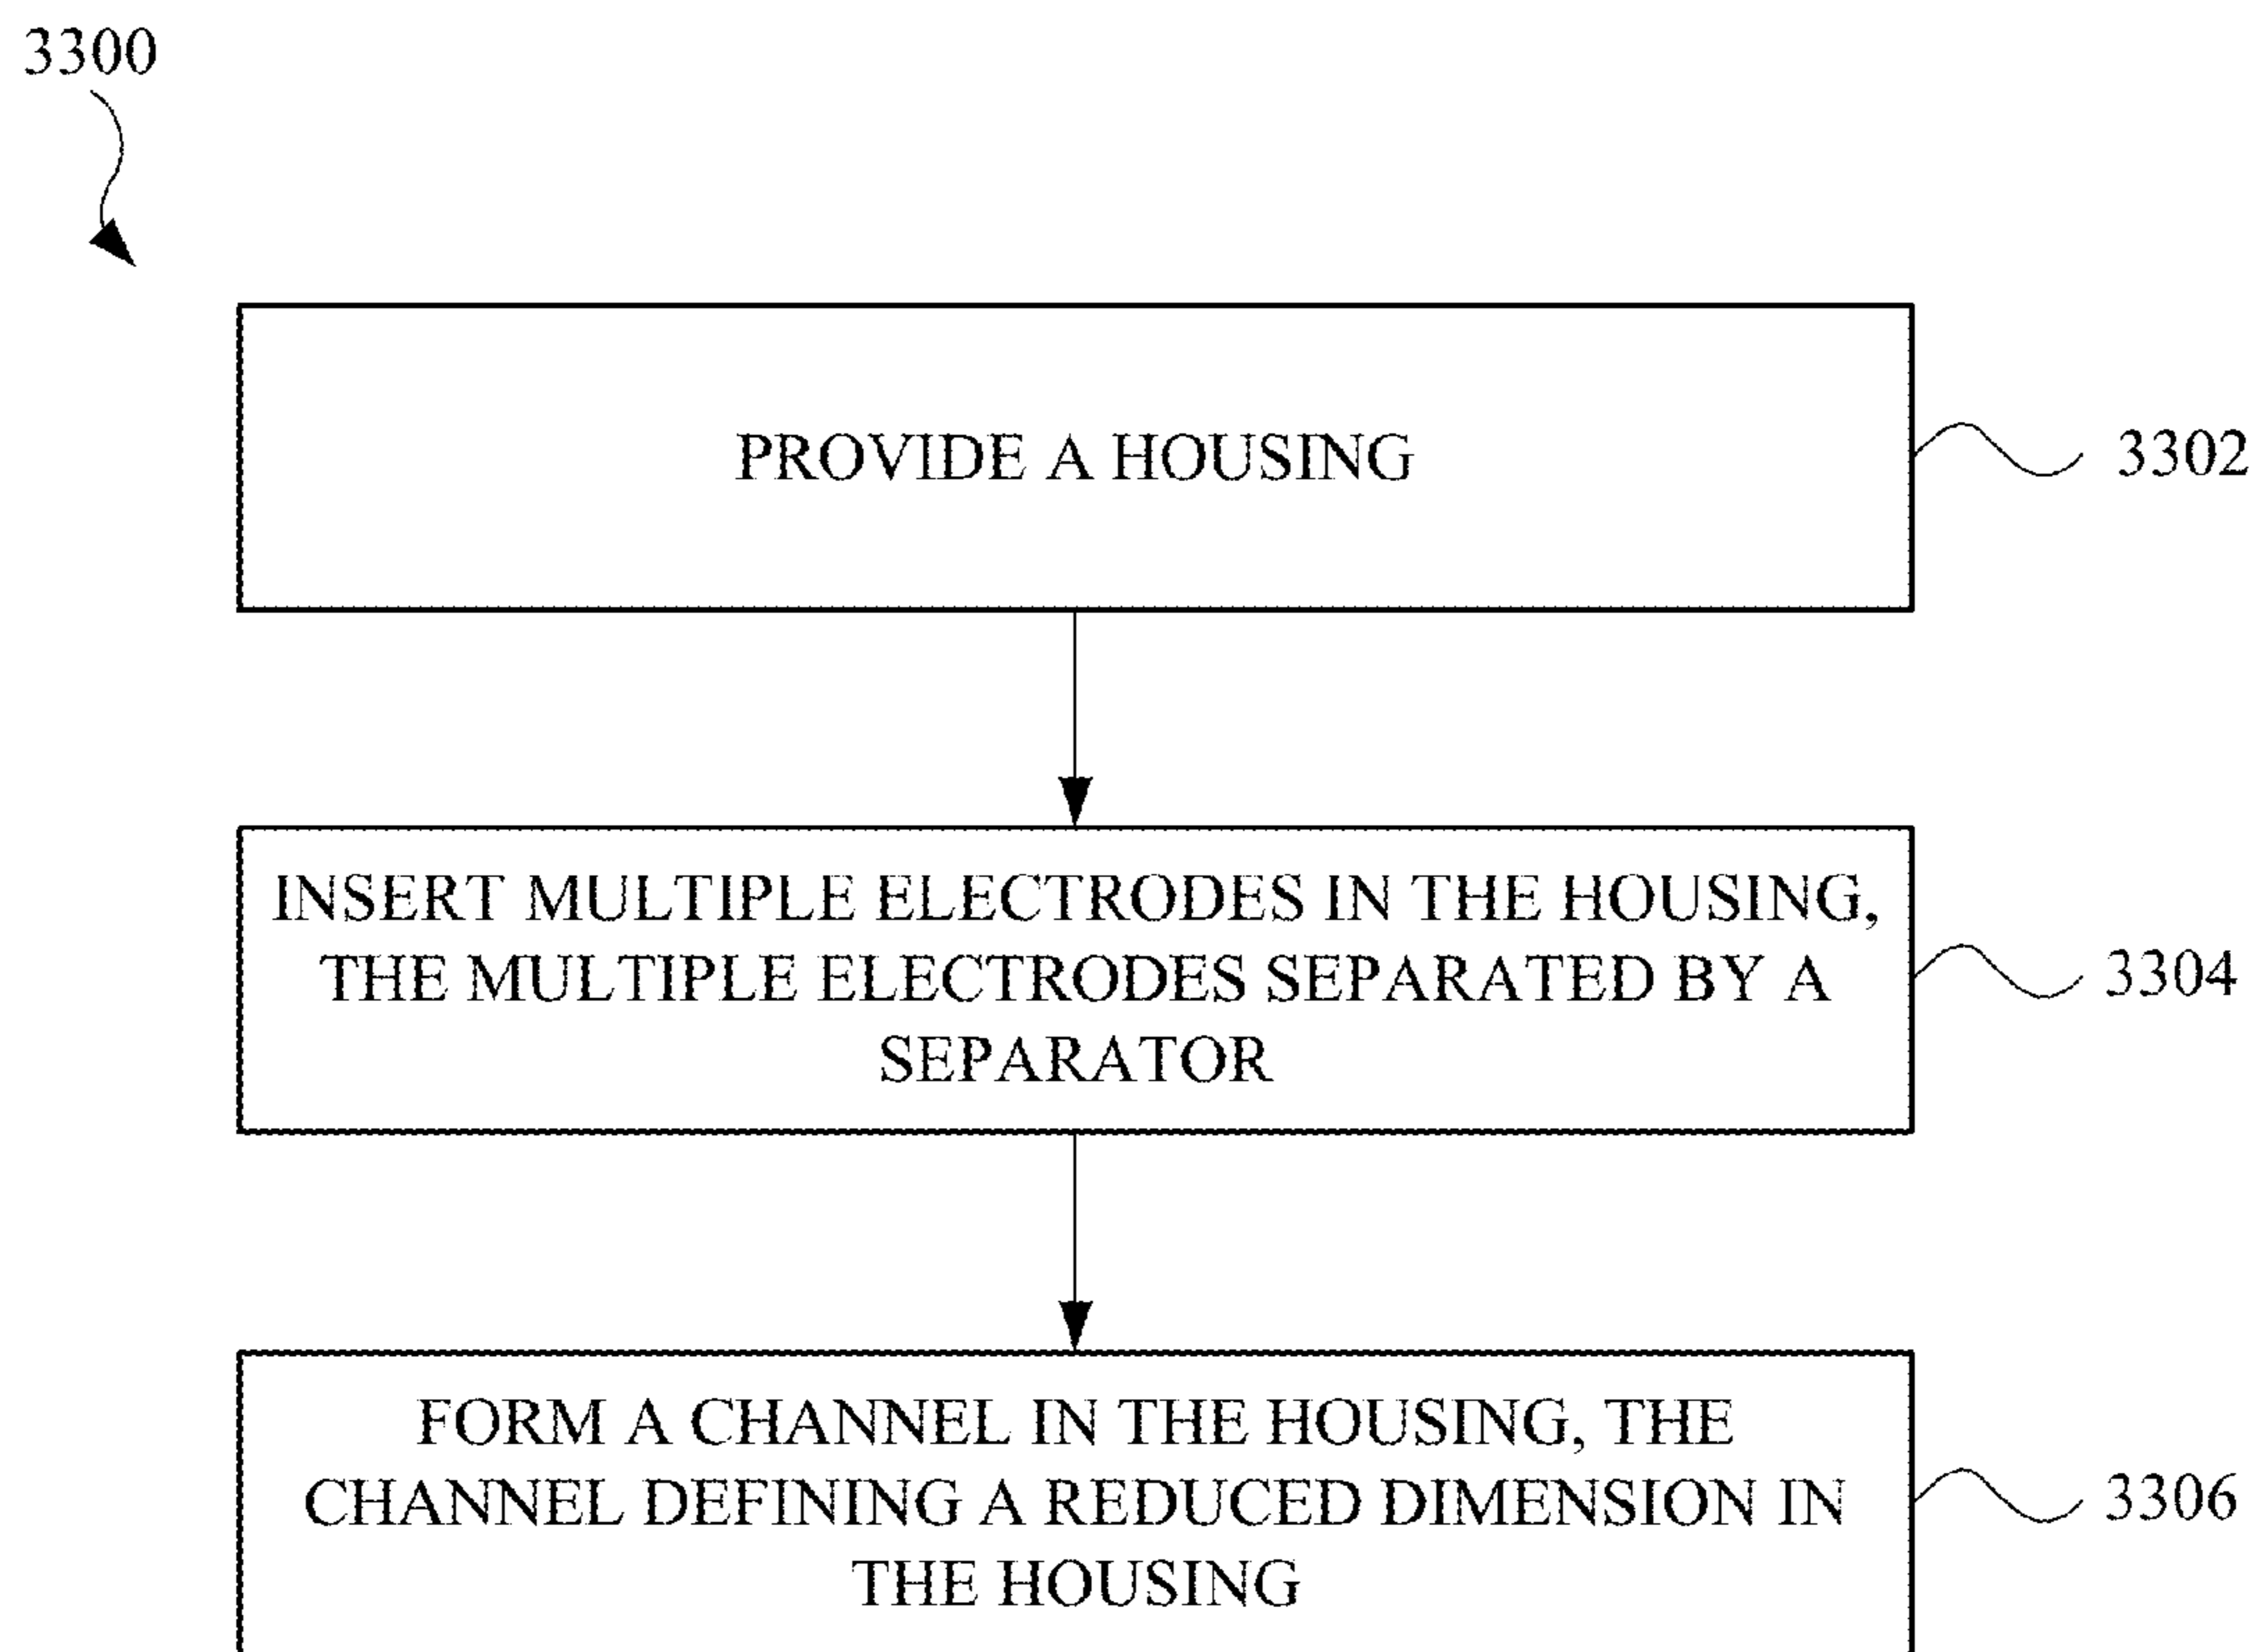 3300
PROVIDE A HOUSING
3302
INSERT MULTIPLE ELECTRODES IN THE HOUSING,
THE MULTIPLE ELECTRODES SEPARATED BY A
SEPARATOR
3304
FORM A CHANNEL IN THE HOUSING, THE
CHANNEL DEFINING A REDUCED DIMENSION IN
THE HOUSING
3306